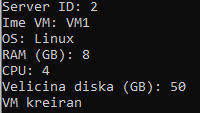 Server ID: 2
Ime VM: VM1
OS: Linux
RAM (GB): 8
CPU: 4
Velicina diska (GB): 50
VM kreiran